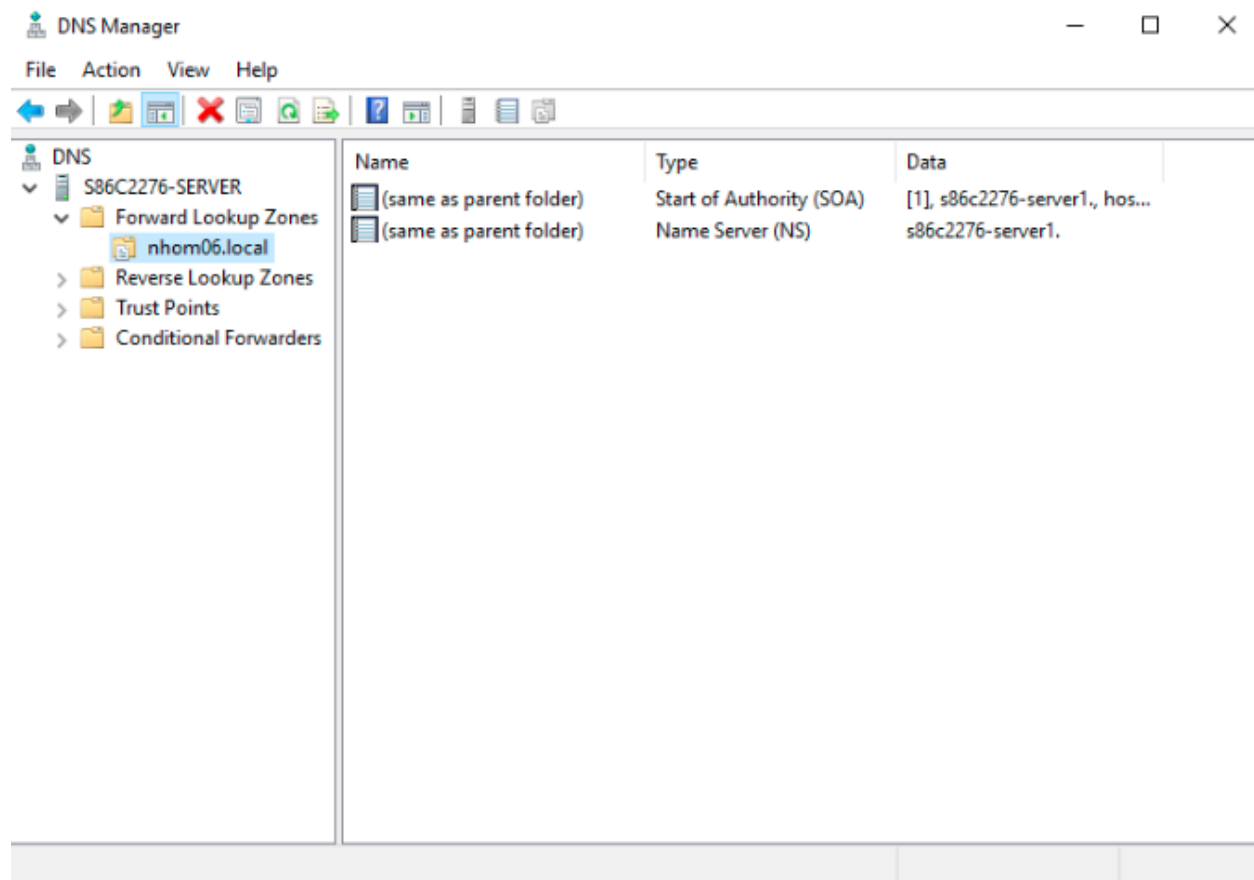 DNS Manager
File Action View Help
DNS
S86C2276-SERVER
Forward Lookup Zones
nhom06.local
Reverse Lookup Zones
Trust Points
Conditional Forwarders
Name Type Data
(same as parent folder) Start of Authority (SOA) [1], s86c2276-server1., hos...
(same as parent folder) Name Server (NS) s86c2276-server1.